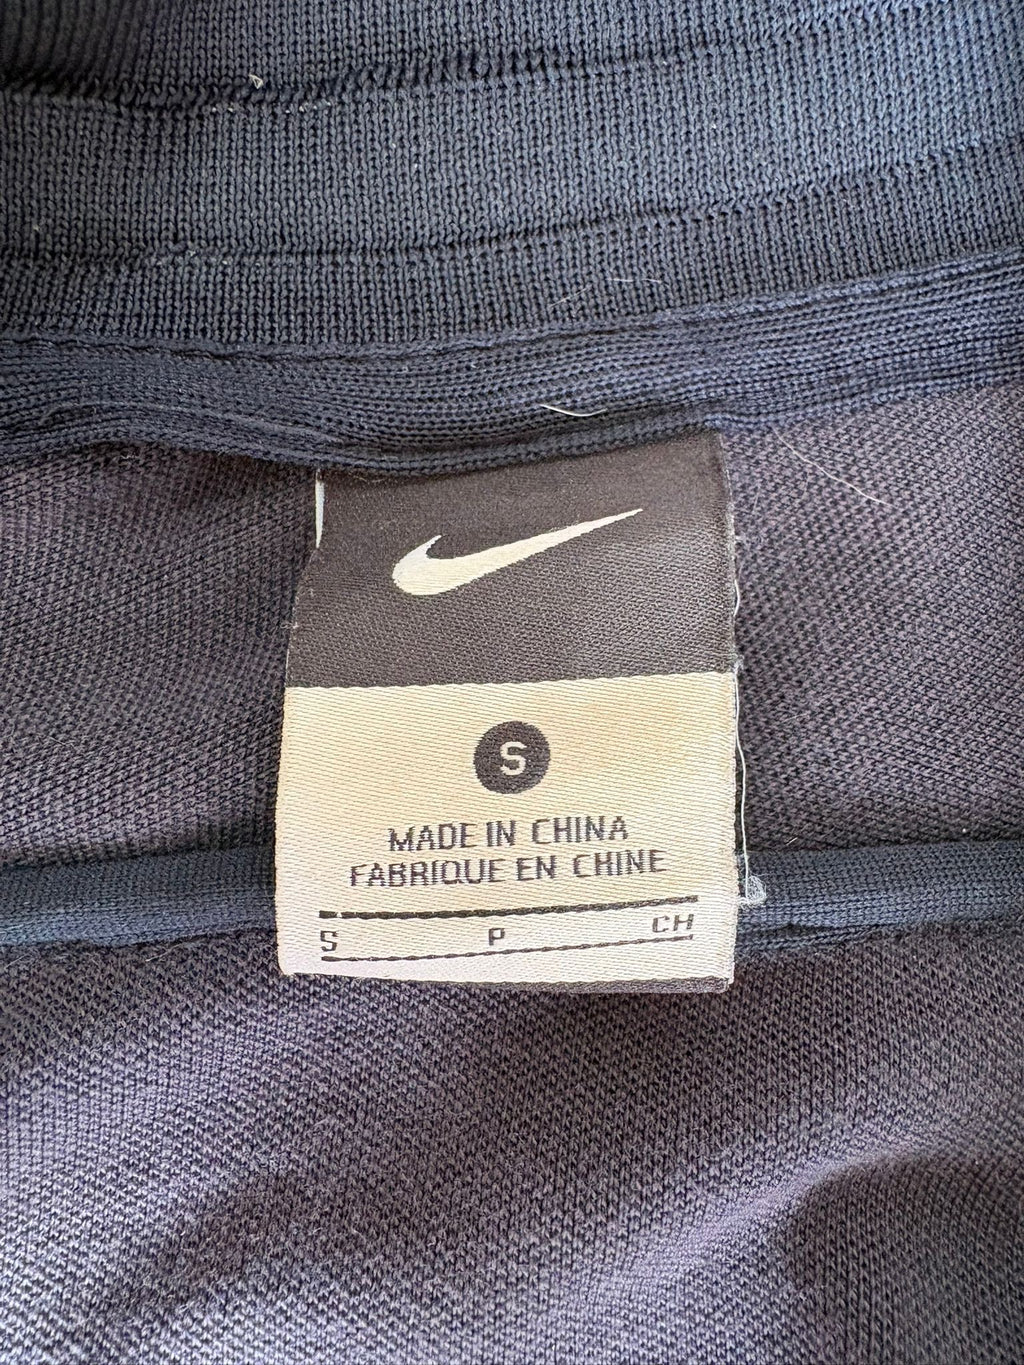 S
MADE IN CHINA
FABRIQUE EN CHINE
S P CH